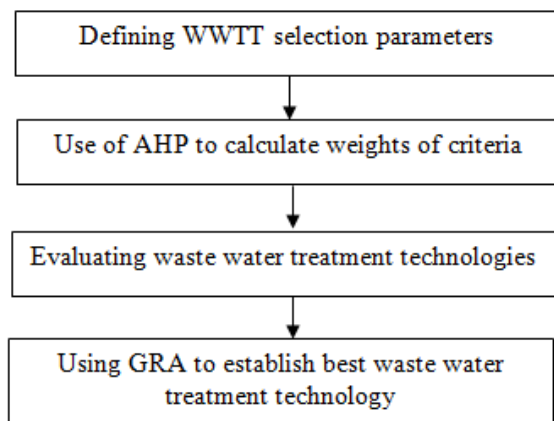 Defining WWTT selection parameters
Use of AHP to calculate weights of criteria
Evaluating waste water treatment technologies
Using GRA to establish best waste water
treatment technology